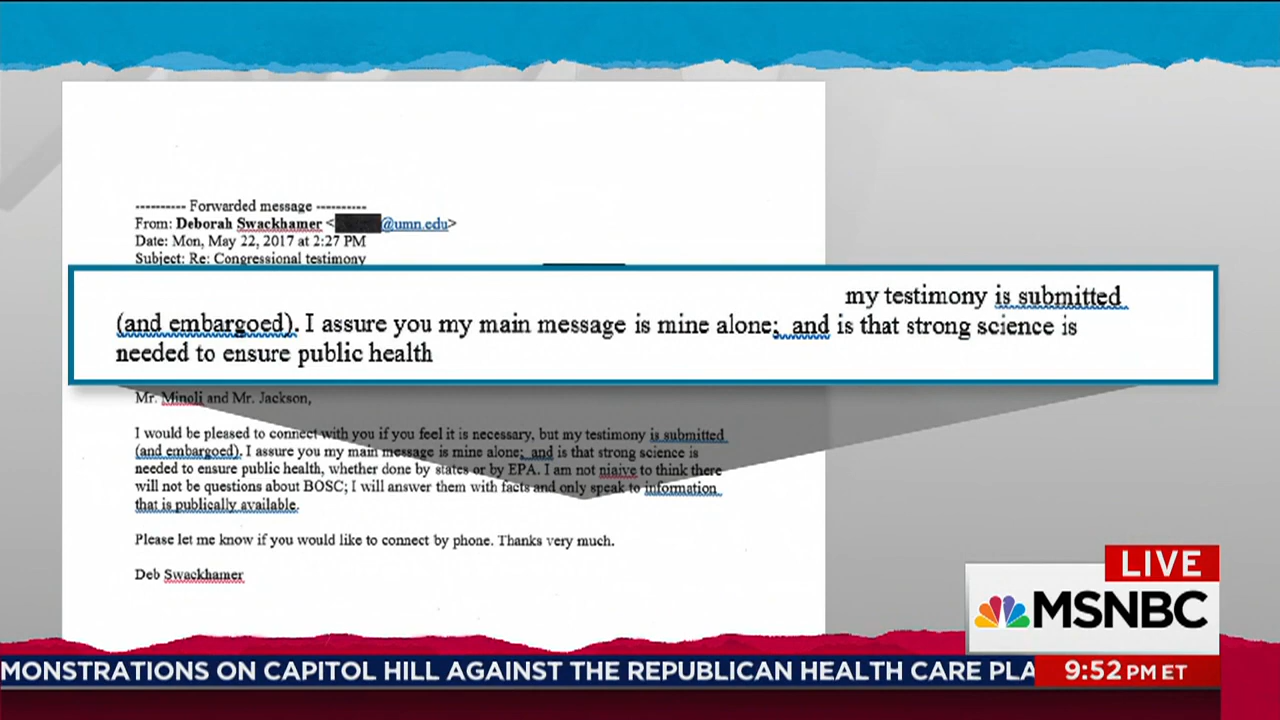 ---------- Forwarded message ----------
From: Deborah Swackhamer < @umn.edu>
Date: Mon, May 22, 2017 at 2:27 PM
Subject: Re: Congressional testimony
my testimony is submitted
(and embargoed). I assure you my main message is mine alone;  and is that strong science is
needed to ensure public health
Mr. Minoli and Mr. Jackson,
I would be pleased to connect with you if you feel it is necessary, but my testimony is submitted
(and embargoed). I assure you my main message is mine alone;  and is that strong science is
needed to ensure public health, whether done by states or by EPA. I am not niaive to think there
will not be questions about BOSC; I will answer them with facts and only speak to information
that is publically available.
Please let me know if you would like to connect by phone. Thanks very much.
Deb Swackhamer
LIVE
MSNBC
MONSTRATIONS ON CAPITOL HILL AGAINST THE REPUBLICAN HEALTH CARE PLA
9:52 PM ET